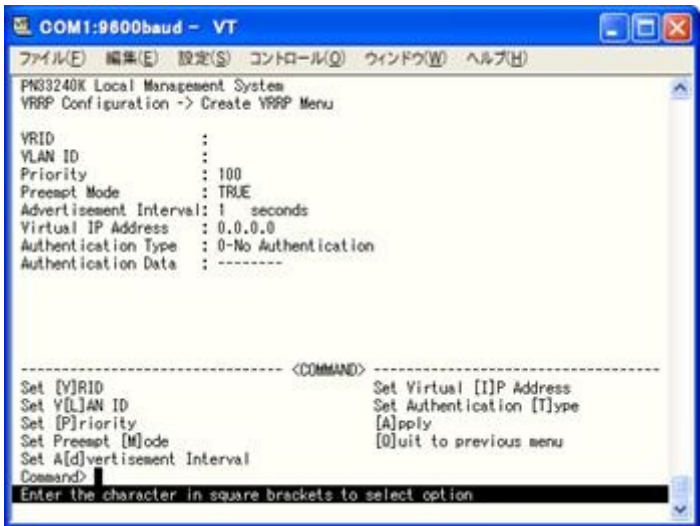 COM1:9600baud - VT
ファイル(F) 編集(E) 設定(S) コントロール(O) ウィンドウ(W) ヘルプ(H)
PN33240K Local Management System
VRRP Configuration -> Create VRRP Menu
VRID :
VLAN ID :
Priority : 100
Preempt Mode : TRUE
Advertisement Interval: 1 seconds
Virtual IP Address : 0.0.0.0
Authentication Type : 0-No Authentication
Authentication Data : --------
-------------------------------- <COMMAND> -----------------------------------
Set [V]RID Set Virtual [I]P Address
Set V[L]AN ID Set Authentication [T]ype
Set [P]riority [A]pply
Set Preempt [M]ode [Q]uit to previous menu
Set A[d]vertisement Interval
Command>
Enter the character in square brackets to select option